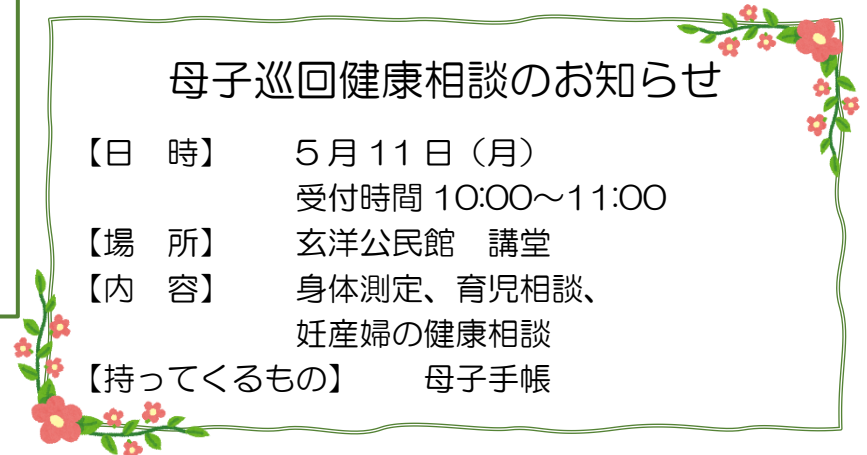 母子巡回健康相談のお知らせ
【日　時】　5月11日（月）
受付時間 10:00～11:00
【場　所】　玄洋公民館　講堂
【内　容】　身体測定、育児相談、
妊産婦の健康相談
【持ってくるもの】　母子手帳